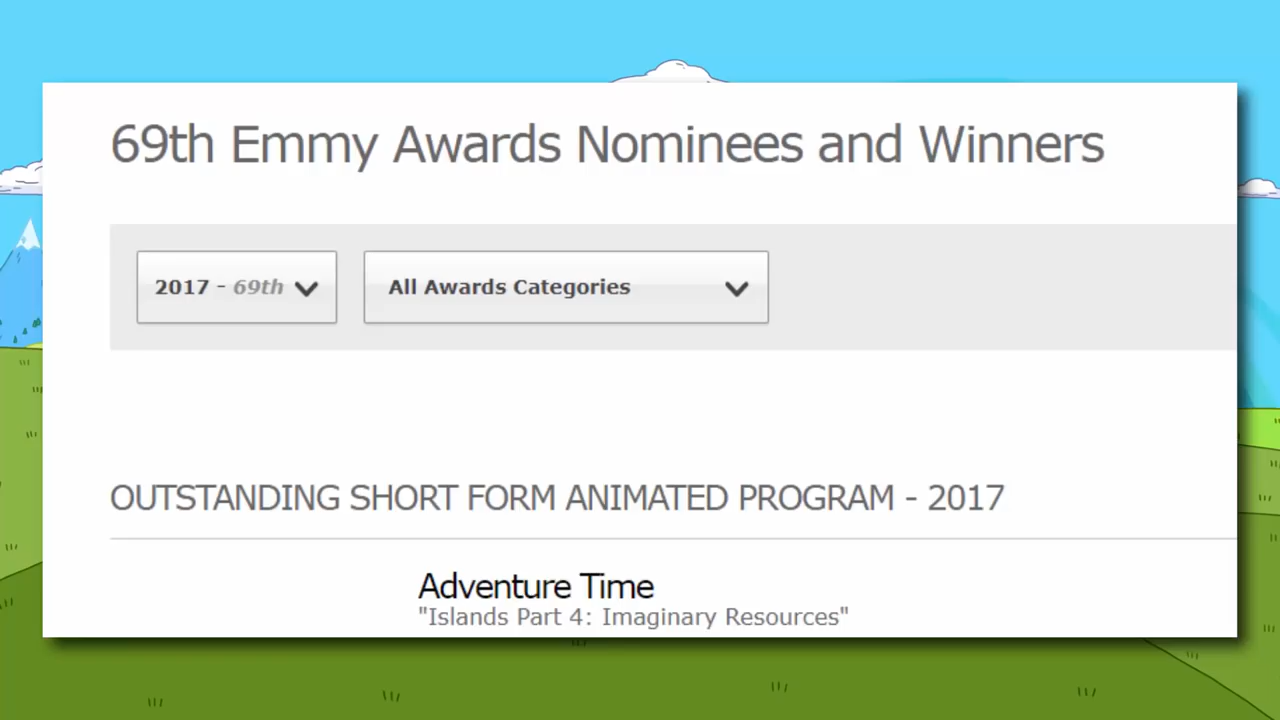 69th Emmy Awards Nominees and Winners
2017 - 69th
All Awards Categories
OUTSTANDING SHORT FORM ANIMATED PROGRAM - 2017
Adventure Time
"Islands Part 4: Imaginary Resources"